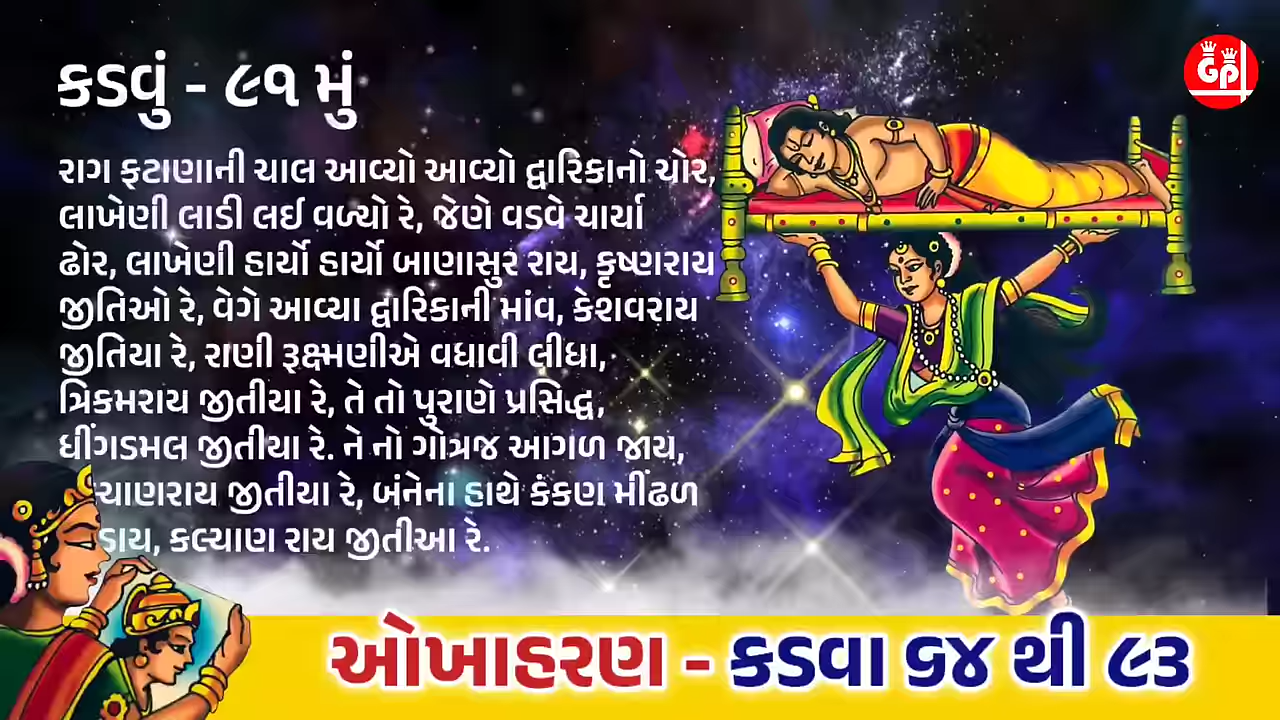 કડવું - ૯૧ મું
રાગ ફટાણાની ચાલ આવ્યો આવ્યો દ્વારિકાનો ચોર,
લાખેણી લાડી લઈ વળ્યો રે, જેણે વડવે ચાર્યા
ઢોર, લાખેણી હાર્યો હાર્યો બાણાસુર રાય, કૃષ્ણરાય
જીતિઓ રે, વેગે આવ્યા દ્વારિકાની માંવ, કેશવરાય
જીતિયા રે, રાણી રૂક્ષ્મણીએ વધાવી લીધા,
ત્રિકમરાય જીતીયા રે, તે તો પુરાણે પ્રસિદ્ધ,
ધીંગડમલ જીતીયા રે. ને નો ગોત્રજ આગળ જાય,
ચાણરાય જીતીયા રે, બંનેના હાથે કંકણ મીંઢળ
ડાય, કલ્યાણ રાય જીતીઆ રે.
ઓખાહરણ - કડવા ૬૪ થી ૯૩
GP